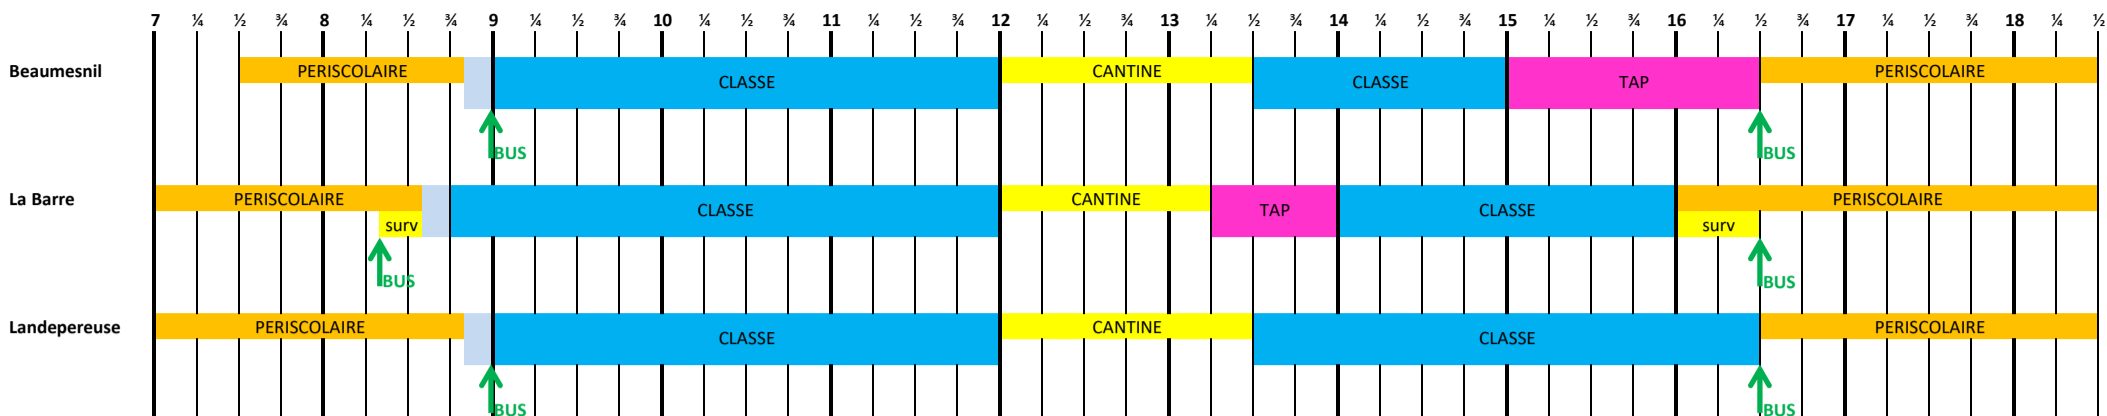 7 ¼ ½ ¾ 8 ¼ ½ ¾ 9 ¼ ½ ¾ 10 ¼ ½ ¾ 11 ¼ ½ ¾ 12 ¼ ½ ¾ 13 ¼ ½ ¾ 14 ¼ ½ ¾ 15 ¼ ½ ¾ 16 ¼ ½ ¾ 17 ¼ ½ ¾ 18 ¼ ½
Beaumesnil PERISCOLAIRE CLASSE CANTINE CLASSE TAP PERISCOLAIRE
BUS BUS
La Barre PERISCOLAIRE CLASSE CANTINE TAP CLASSE PERISCOLAIRE
surv surv
BUS BUS
Landepereuse PERISCOLAIRE CLASSE CANTINE CLASSE PERISCOLAIRE
BUS BUS